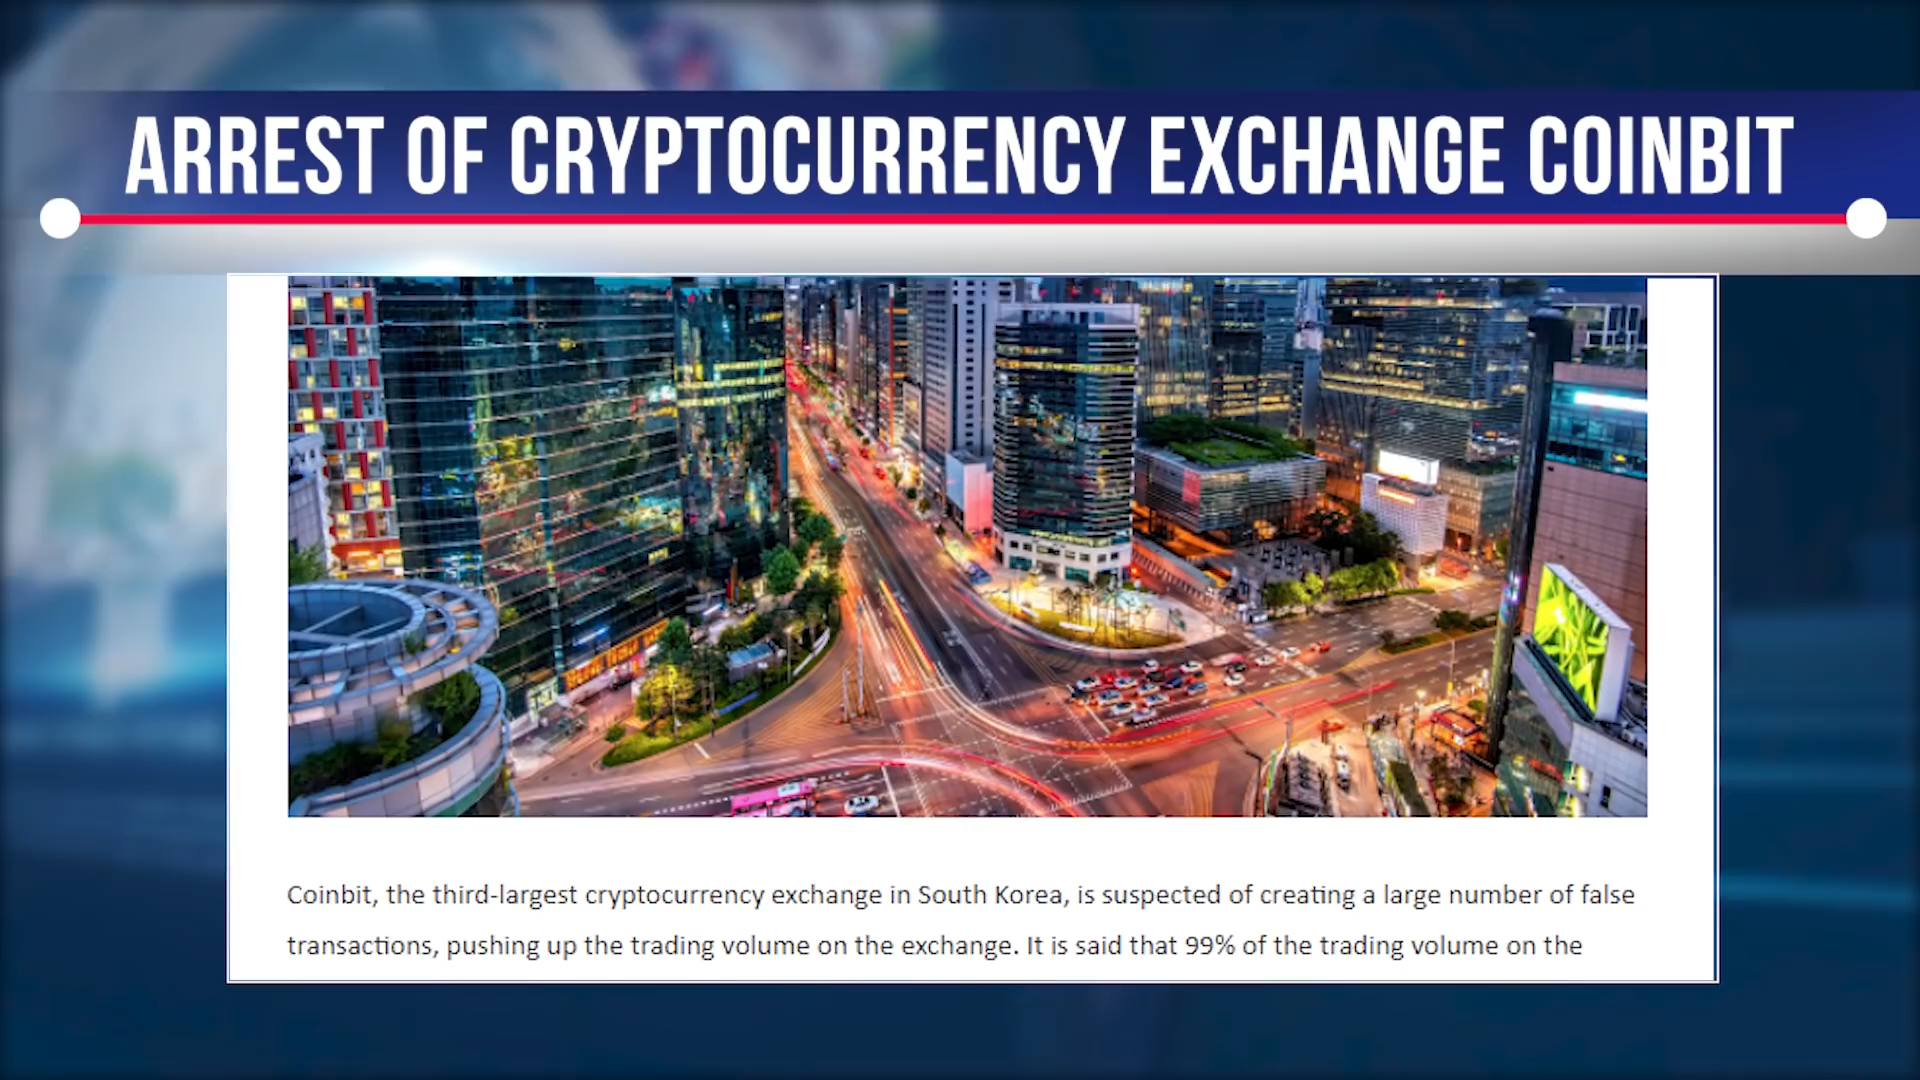 ARREST OF CRYPTOCURRENCY EXCHANGE COINBIT
Coinbit, the third-largest cryptocurrency exchange in South Korea, is suspected of creating a large number of false
transactions, pushing up the trading volume on the exchange. It is said that 99% of the trading volume on the